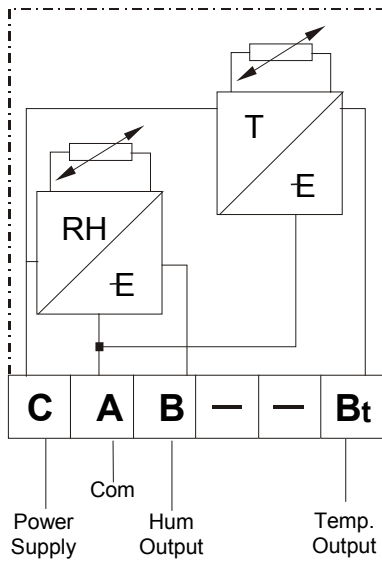 T
E
RH
E
C A B — — Bt
Com
Power Supply
Hum Output
Temp. Output